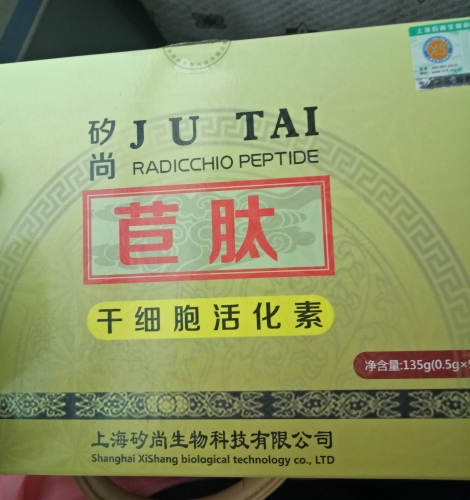 矽尚 JU TAI
RADICCHIO PEPTIDE
苣肽
干细胞活化素
净含量:135g(0.5g×
上海矽尚生物科技有限公司
Shanghai XiShang biological technology co., LTD